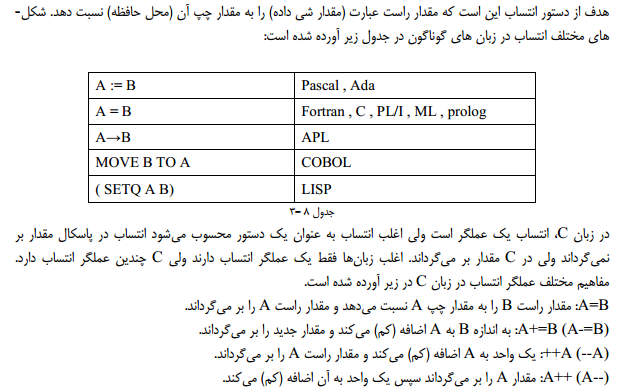 هدف از دستور انتساب این است که مقدار راست عبارت (مقدار شی داده) را به مقدار چپ آن (محل حافظه) نسبت دهد. شکل-
های مختلف انتساب در زبان های گوناگون در جدول زیر آورده شده است:
A := B	Pascal , Ada
A = B	Fortran , C , PL/I , ML , prolog
A→B	APL
MOVE B TO A	COBOL
( SETQ A B)	LISP
جدول ۸ –۳
در زبان C، انتساب یک عملگر است ولی اغلب انتساب به عنوان یک دستور محسوب می‌شود انتساب در پاسکال مقدار بر
نمی‌گرداند ولی در C مقدار بر می‌گرداند. اغلب زبان‌ها فقط یک عملگر انتساب دارند ولی C چندین عملگر انتساب دارد.
مفاهیم مختلف عملگر انتساب در زبان C در زیر آورده شده است.
A=B: مقدار راست B را به مقدار چپ A نسبت می‌دهد و مقدار راست A را بر می‌گرداند.
A+=B (A-=B): به اندازه B به A اضافه (کم) می‌کند و مقدار جدید را بر می‌گرداند.
++A (--A): یک واحد به A اضافه (کم) می‌کند و مقدار راست A را بر می‌گرداند.
A++ (A--): مقدار A را بر می‌گرداند سپس یک واحد به آن اضافه (کم) می‌کند.